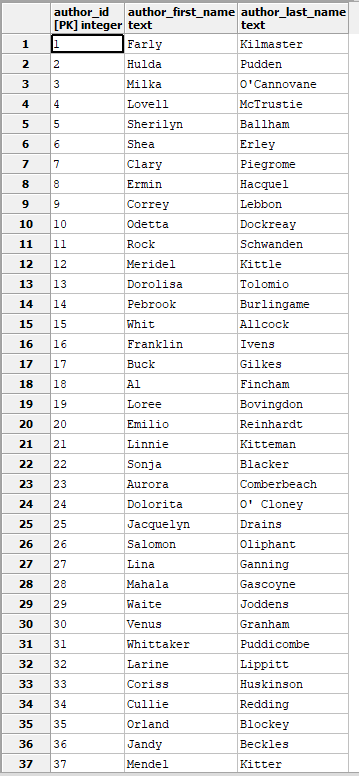 author_id author_first_name author_last_name
[PK] integer text text
1 1 Farly Kilmaster
2 2 Hulda Pudden
3 3 Milka O'Cannovane
4 4 Lovell McTrustie
5 5 Sherilyn Ballham
6 6 Shea Erley
7 7 Clary Piegrome
8 8 Ermin Hacquel
9 9 Correy Lebbon
10 10 Odetta Dockreay
11 11 Rock Schwanden
12 12 Meridel Kittle
13 13 Dorolisa Tolomio
14 14 Pebrook Burlingame
15 15 Whit Allcock
16 16 Franklin Ivens
17 17 Buck Gilkes
18 18 Al Fincham
19 19 Loree Bovingdon
20 20 Emilio Reinhardt
21 21 Linnie Kitteman
22 22 Sonja Blacker
23 23 Aurora Comberbeach
24 24 Dolorita O' Cloney
25 25 Jacquelyn Drains
26 26 Salomon Oliphant
27 27 Lina Ganning
28 28 Mahala Gascoyne
29 29 Waite Joddens
30 30 Venus Granham
31 31 Whittaker Puddicombe
32 32 Larine Lippitt
33 33 Coriss Huskinson
34 34 Cullie Redding
35 35 Orland Blockey
36 36 Jandy Beckles
37 37 Mendel Kitter